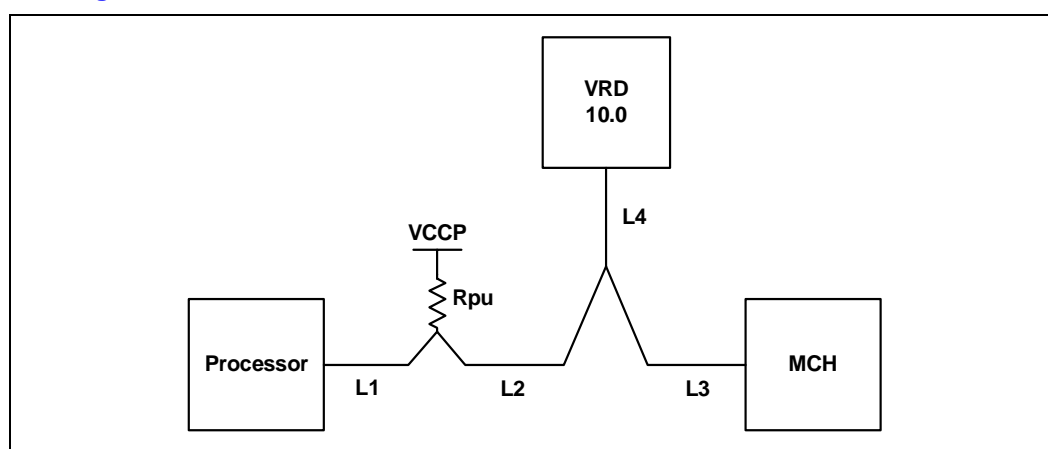 VRD
10.0
L4
VCCP
Rpu
Processor
L1
L2
L3
MCH